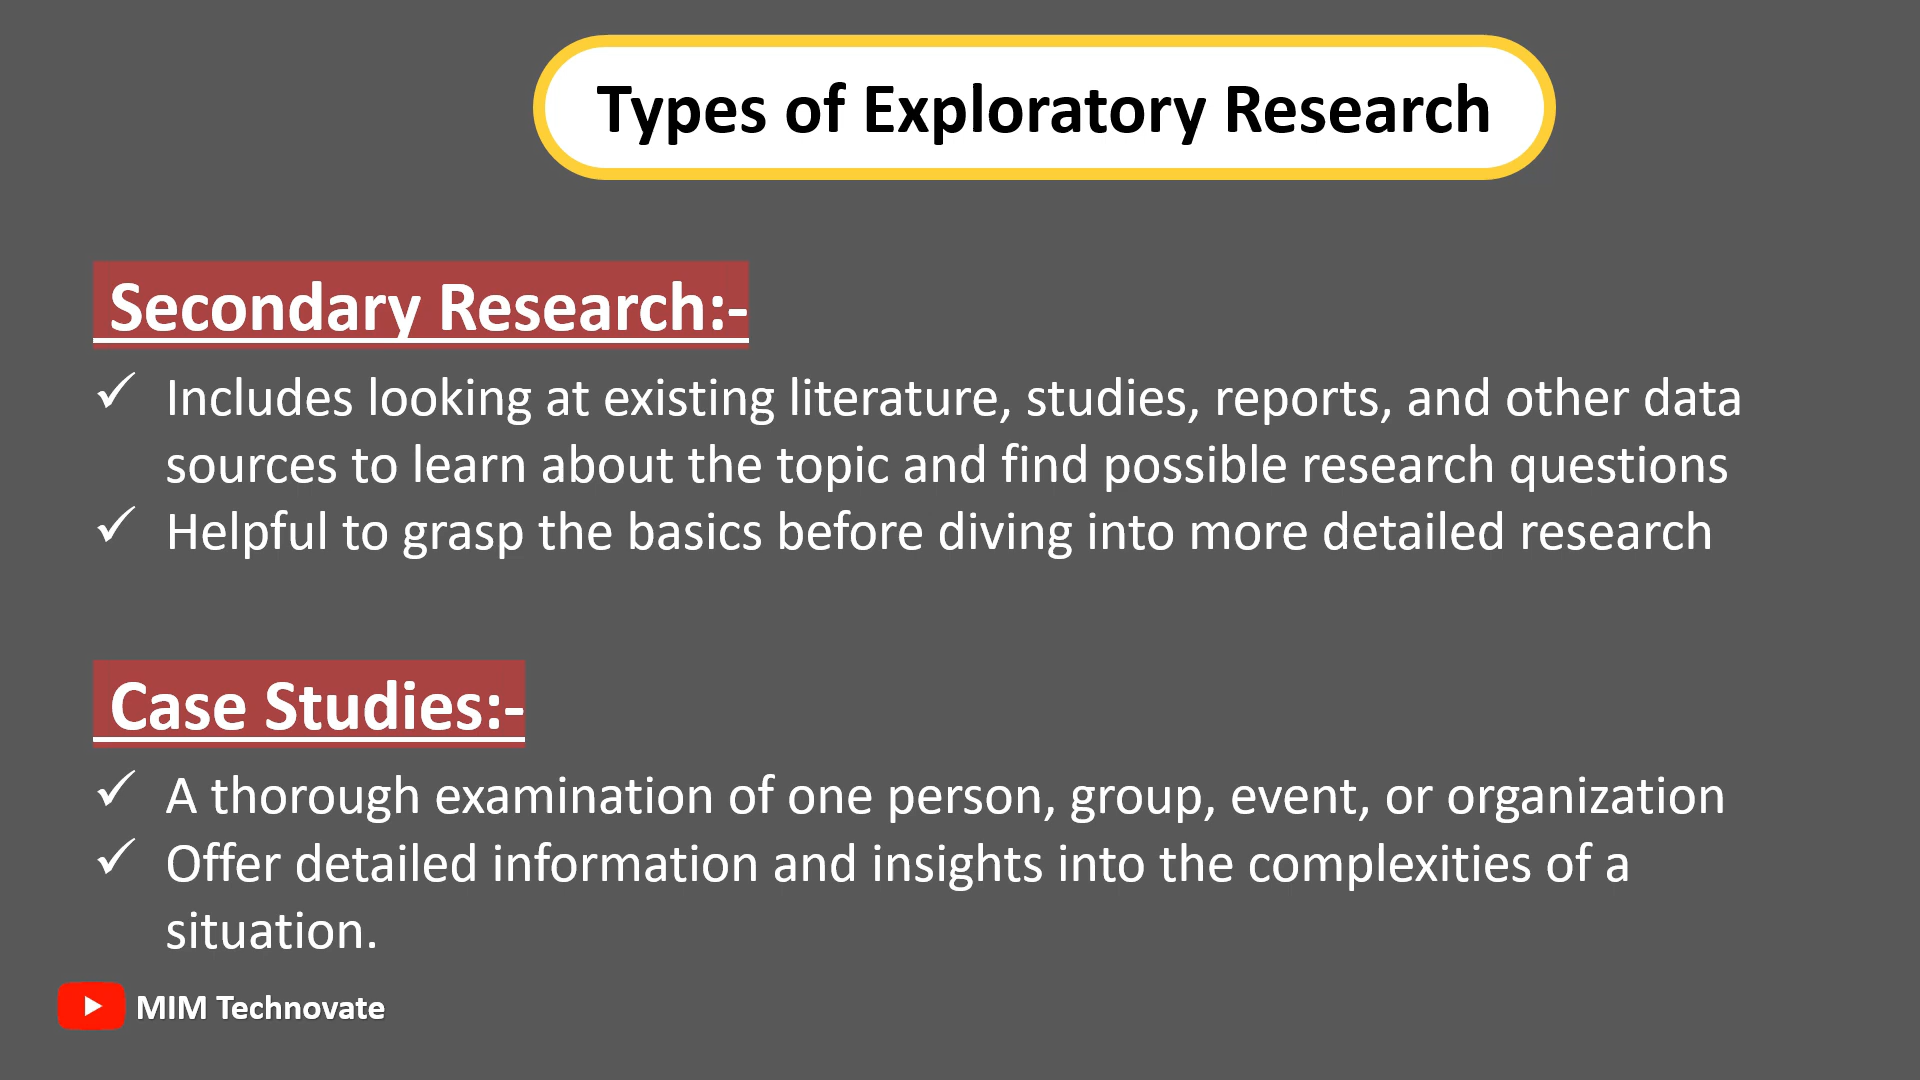 Types of Exploratory Research
Secondary Research:-
✓ Includes looking at existing literature, studies, reports, and other data
sources to learn about the topic and find possible research questions
✓ Helpful to grasp the basics before diving into more detailed research
Case Studies:-
✓ A thorough examination of one person, group, event, or organization
✓ Offer detailed information and insights into the complexities of a
situation.
MIM Technovate